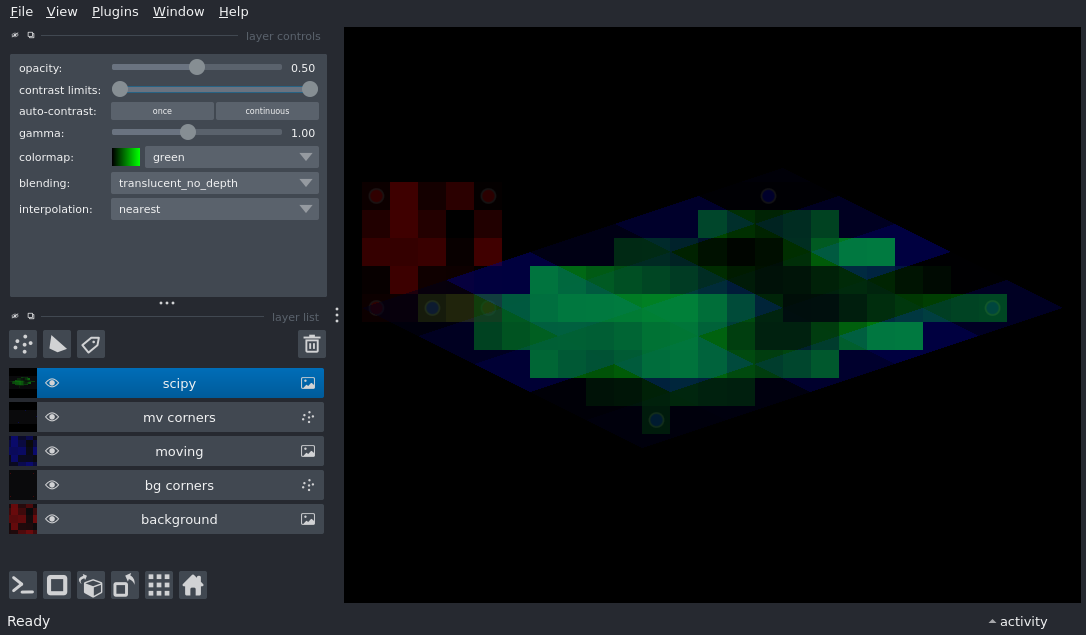 File View Plugins Window Help
layer controls
opacity: 0.50
contrast limits:
auto-contrast: once continuous
gamma: 1.00
colormap: green
blending: translucent_no_depth
interpolation: nearest
layer list
scipy
mv corners
moving
bg corners
background
Ready activity